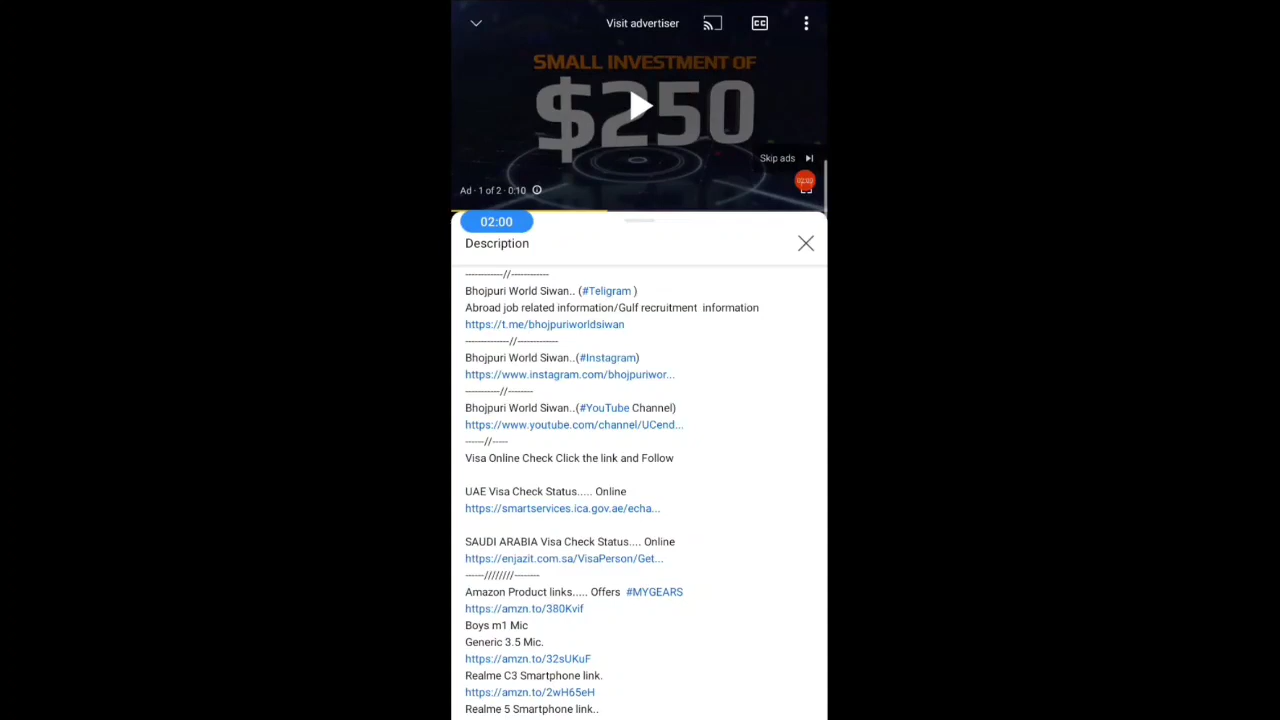 Visit advertiser
CC
SMALL INVESTMENT OF
$250
Skip ads
Ad · 1 of 2 · 0:10
02:00
Description
------------//------------
Bhojpuri World Siwan.. (#Teligram )
Abroad job related information/Gulf recruitment information
https://t.me/bhojpuriworldsiwan
--------------//-------------
Bhojpuri World Siwan..(#Instagram)
https://www.instagram.com/bhojpuriwor...
-----------//--------
Bhojpuri World Siwan..(#YouTube Channel)
https://www.youtube.com/channel/UCend...
------//-----
Visa Online Check Click the link and Follow
UAE Visa Check Status..... Online
https://smartservices.ica.gov.ae/echa...
SAUDI ARABIA Visa Check Status.... Online
https://enjazit.com.sa/VisaPerson/Get...
------////////--------
Amazon Product links..... Offers #MYGEARS
https://amzn.to/380Kvif
Boys m1 Mic
Generic 3.5 Mic.
https://amzn.to/32sUKuF
Realme C3 Smartphone link.
https://amzn.to/2wH65eH
Realme 5 Smartphone link..